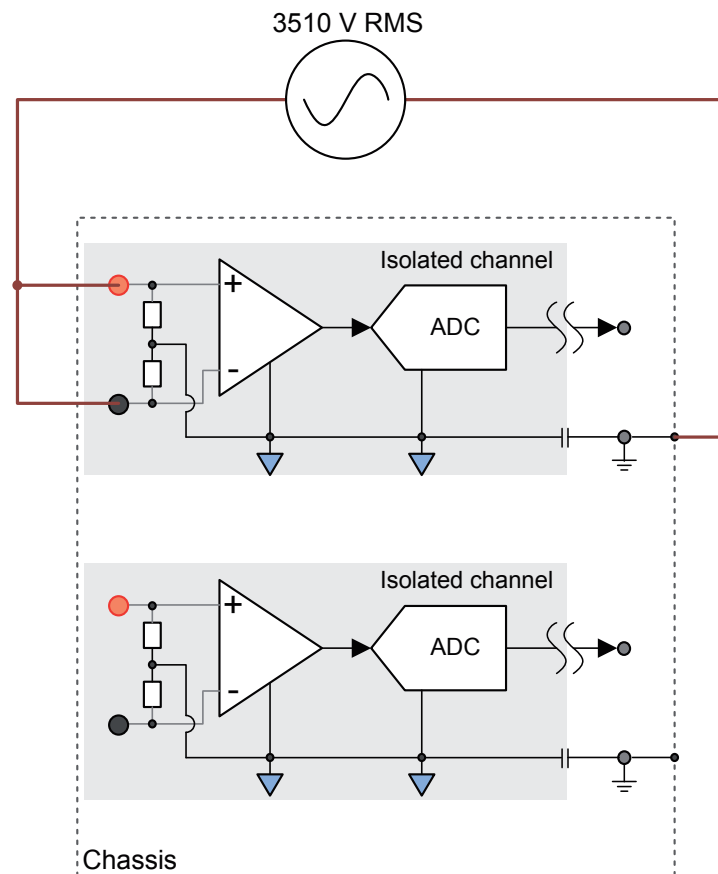 3510 V RMS
Isolated channel
+
ADC
-
Isolated channel
+
ADC
-
Chassis